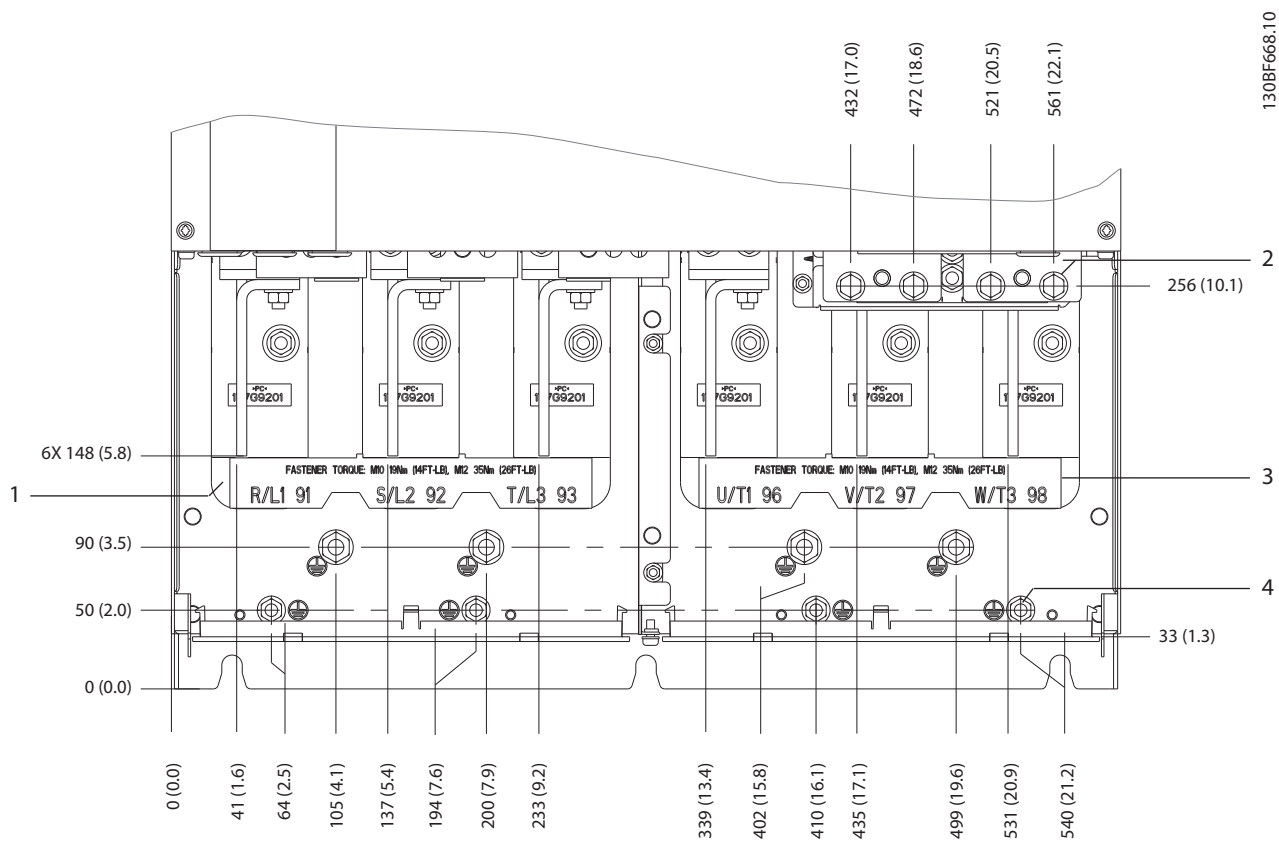 130BF668.10
432 (17.0)
472 (18.6)
521 (20.5)
561 (22.1)
2
256 (10.1)
»PC«
»PC«
»PC«
»PC«
»PC«
»PC«
6X 148 (5.8)
FASTENER TORQUE: M10 19Nm (14FT-LB), M12 35Nm (26FT-LB)
FASTENER TORQUE: M10 19Nm (14FT-LB), M12 35Nm (26FT-LB)
1
R/L1 91 S/L2 92 T/L3 93
U/T1 96 V/T2 97 W/T3 98
3
90 (3.5)
50 (2.0)
4
33 (1.3)
0 (0.0)
0 (0.0)
41 (1.6)
64 (2.5)
105 (4.1)
137 (5.4)
194 (7.6)
200 (7.9)
233 (9.2)
339 (13.4)
402 (15.8)
410 (16.1)
435 (17.1)
499 (19.6)
531 (20.9)
540 (21.2)